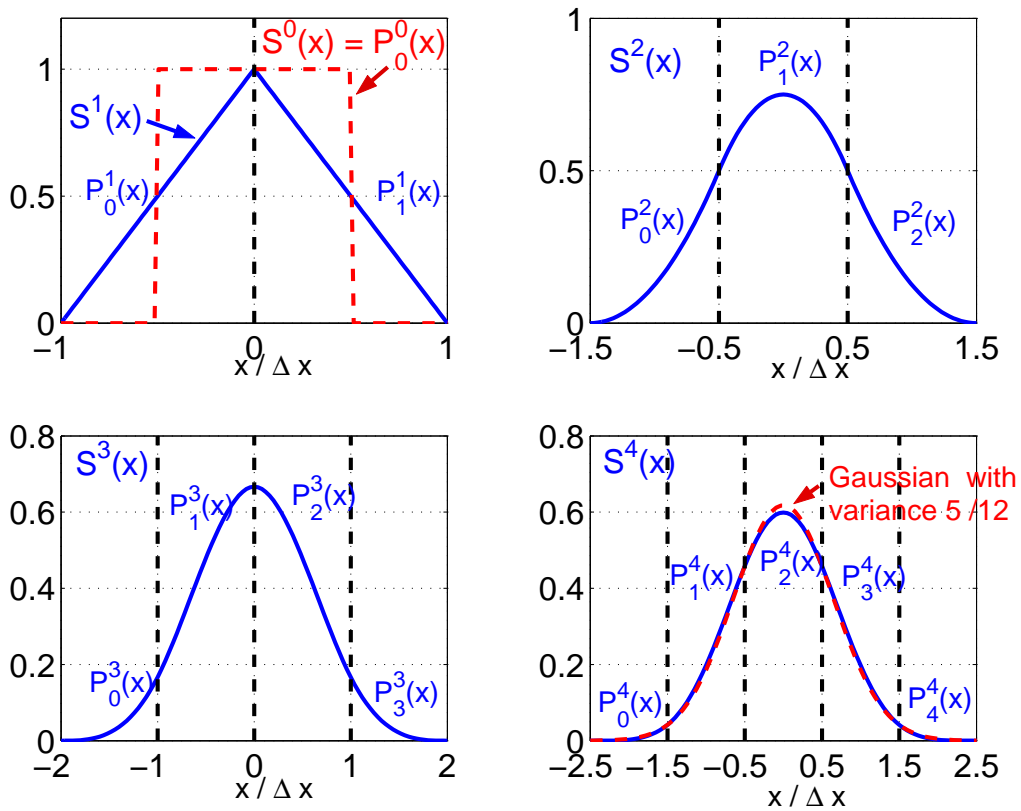 S^0(x) = P_0^0(x)
S^1(x)
P_0^1(x)
P_1^1(x)
1
0.5
0
−1
0
1
x / Δ x
S^2(x)
P_1^2(x)
P_0^2(x)
P_2^2(x)
1
0.5
0
−1.5
−0.5
0.5
1.5
x / Δ x
S^3(x)
P_1^3(x)
P_2^3(x)
P_0^3(x)
P_3^3(x)
0.8
0.6
0.4
0.2
0
−2
−1
0
1
2
x / Δ x
S^4(x)
Gaussian with
variance 5 /12
P_1^4(x)
P_2^4(x)
P_3^4(x)
P_0^4(x)
P_4^4(x)
0.8
0.6
0.4
0.2
0
−2.5
−1.5
−0.5
0.5
1.5
2.5
x / Δ x